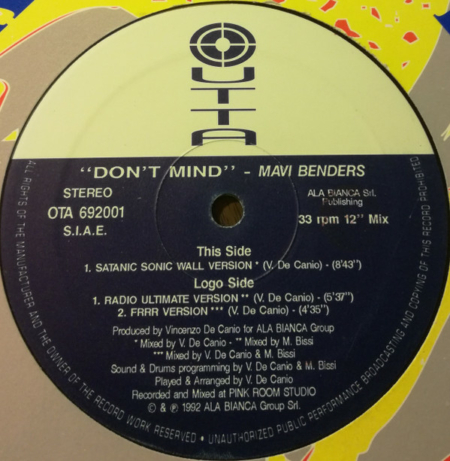 OUTTA
"DON'T MIND" - MAVI BENDERS
STEREO
OTA 692001
S.I.A.E.
ALA BIANCA Srl.
Publishing
33 rpm 12" Mix
This Side
1. SATANIC SONIC WALL VERSION * (V. De Canio) - (8'43")
Logo Side
1. RADIO ULTIMATE VERSION ** (V. De Canio) - (5'37")
2. FRRR VERSION *** (V. De Canio) - (4'35")
Produced by Vincenzo De Canio for ALA BIANCA Group
* Mixed by V. De Canio - ** Mixed by M. Bissi
*** Mixed by V. De Canio & M. Bissi
Sound & Drums programming by V. De Canio & M. Bissi
Played & Arranged by V. De Canio
Recorded and Mixed at PINK ROOM STUDIO
© & ℗ 1992 ALA BIANCA Group Srl.
ALL RIGHTS OF THE MANUFACTURER AND THE OWNER OF THE RECORD WORK RESERVED • UNAUTHORIZED PUBLIC PERFORMANCE BROADCASTING AND COPYING OF THIS RECORD PROHIBITED